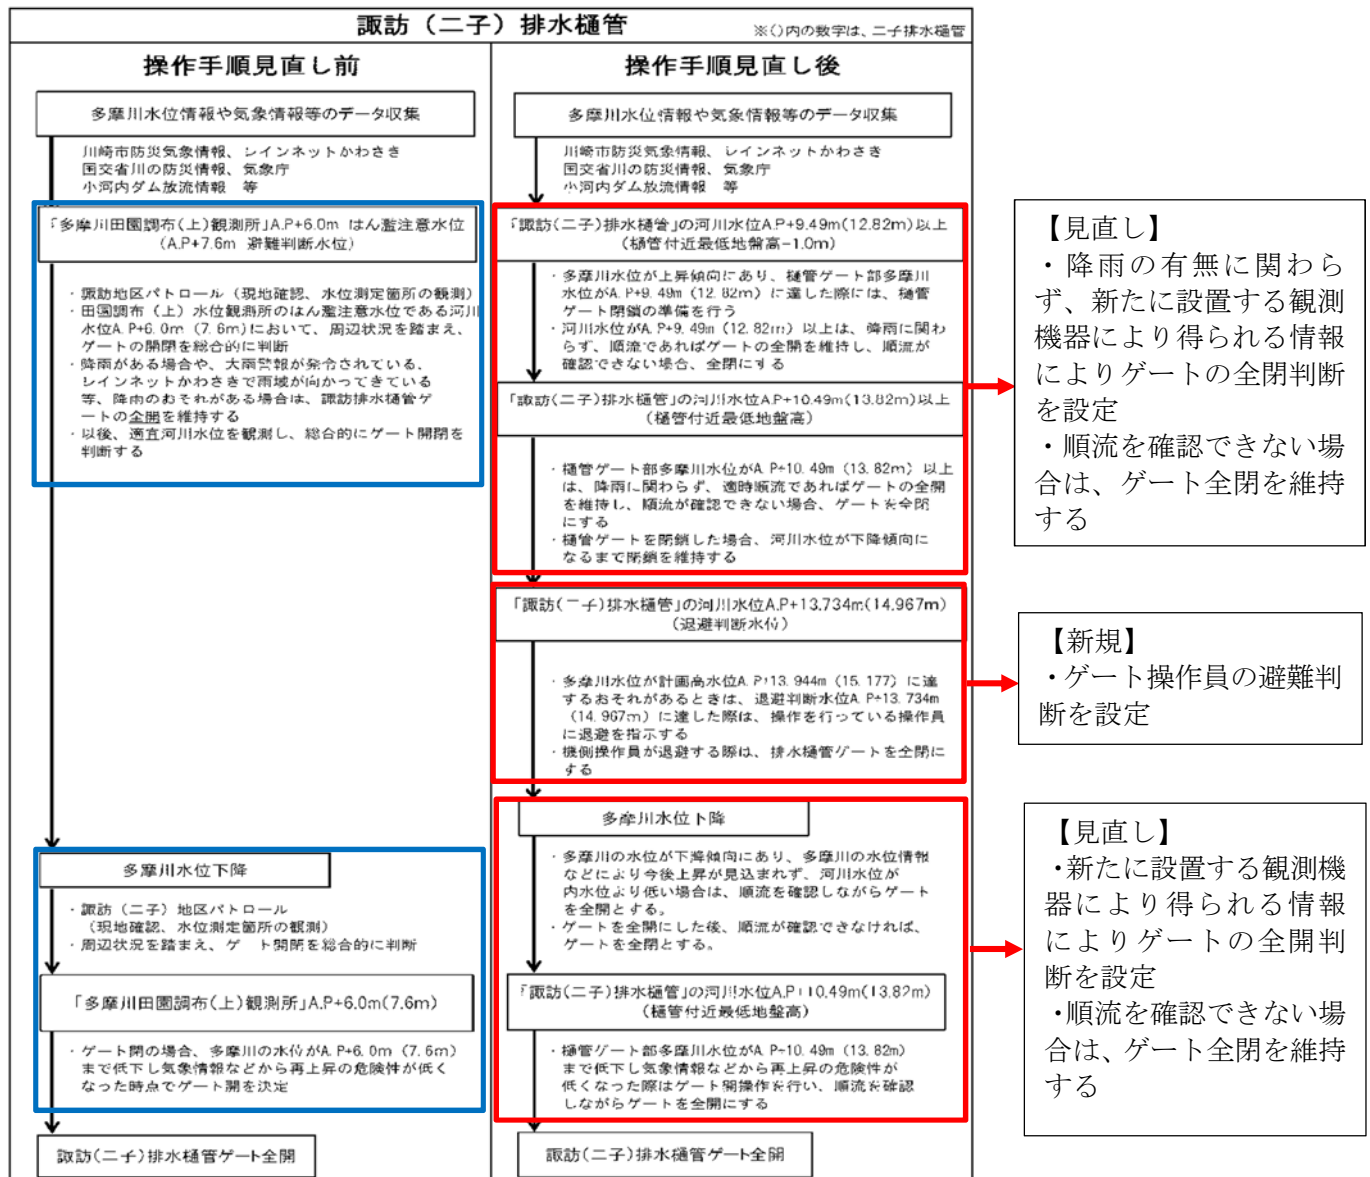 諏訪（二子）排水樋管
※()内の数字は、二子排水樋管
操作手順見直し前
多摩川水位情報や気象情報等のデータ収集
川崎市防災気象情報、レインネットかわさき
国交省川の防災情報、気象庁
小河内ダム放流情報　等
「多摩川田園調布(上)観測所」A.P+6.0m はん濫注意水位
(A.P+7.6m 避難判断水位)
・諏訪地区パトロール（現地確認、水位測定箇所の観測）
・田園調布（上）水位観測所のはん濫注意水位である河川
水位A.P+6.0m（7.6m)において、周辺状況を踏まえ、
ゲートの開閉を総合的に判断
・降雨がある場合や、大雨警報が発令されている、
レインネットかわさきで雨域が向かってきている
等、降雨のおそれがある場合は、諏訪排水樋管ゲ
ートの全開を維持する
・以後、適宜河川水位を観測し、総合的にゲート開閉を
判断する
多摩川水位下降
・諏訪（二子）地区パトロール
（現地確認、水位測定箇所の観測）
・周辺状況を踏まえ、ゲート開閉を総合的に判断
「多摩川田園調布(上)観測所」A.P+6.0m(7.6m)
・ゲート閉の場合、多摩川の水位がA.P+6.0m（7.6m）
まで低下し気象情報などから再上昇の危険性が低く
なった時点でゲート開を決定
諏訪(二子)排水樋管ゲート全開
操作手順見直し後
多摩川水位情報や気象情報等のデータ収集
川崎市防災気象情報、レインネットかわさき
国交省川の防災情報、気象庁
小河内ダム放流情報　等
「諏訪(二子)排水樋管」の河川水位A.P+9.49m(12.82m)以上
（樋管付近最低地盤高-1.0m）
・多摩川水位が上昇傾向にあり、樋管ゲート部多摩川
水位がA.P+9.49m（12.82m）に達した際には、樋管
ゲート閉鎖の準備を行う
・河川水位がA.P+9.49m（12.82m）以上は、降雨に関わ
らず、順流であればゲートの全開を維持し、順流が
確認できない場合、全閉にする
「諏訪(二子)排水樋管」の河川水位A.P+10.49m(13.82m)以上
（樋管付近最低地盤高）
・樋管ゲート部多摩川水位がA.P+10.49m（13.82m）以上
は、降雨に関わらず、適時順流であればゲートの全開
を維持し、順流が確認できない場合、ゲートを全閉
にする
・樋管ゲートを閉鎖した場合、河川水位が下降傾向に
なるまで閉鎖を維持する
「諏訪(二子)排水樋管」の河川水位A.P+13.734m(14.967m)
（退避判断水位）
・多摩川水位が計画高水位A.P+13.944m（15.177）に達
するおそれがあるときは、退避判断水位A.P+13.734m
（14.967m）に達した際は、操作を行っている操作員
に退避を指示する
・機側操作員が退避する際は、排水樋管ゲートを全閉に
する
多摩川水位下降
・多摩川の水位が下降傾向にあり、多摩川の水位情報
などにより今後上昇が見込まれず、河川水位が
内水位より低い場合は、順流を確認しながらゲート
を全開とする。
・ゲートを全開にした後、順流が確認できなければ、
ゲートを全閉とする。
「諏訪(二子)排水樋管」の河川水位A.P+10.49m(13.82m)
（樋管付近最低地盤高）
・樋管ゲート部多摩川水位がA.P+10.49m（13.82m）
まで低下し気象情報などから再上昇の危険性が
低くなった際はゲート開操作を行い、順流を確認
しながらゲートを全開にする
諏訪(二子)排水樋管ゲート全開
【見直し】
・降雨の有無に関わら
ず、新たに設置する観測
機器により得られる情報
によりゲートの全閉判断
を設定
・順流を確認できない場
合は、ゲート全閉を維持
する
【新規】
・ゲート操作員の避難判
断を設定
【見直し】
・新たに設置する観測機
器により得られる情報
によりゲートの全開判
断を設定
・順流を確認できない場
合は、ゲート全閉を維持
する